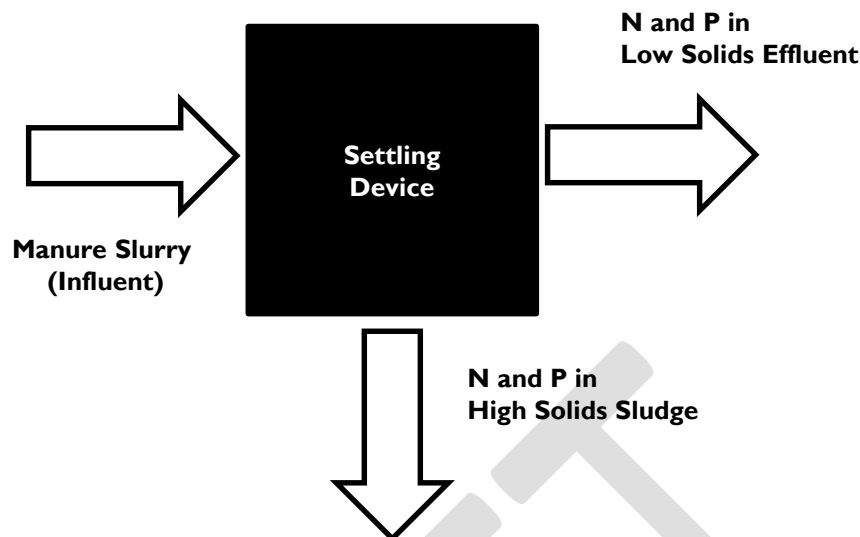 N and P in
Low Solids Effluent
Settling
Device
Manure Slurry
(Influent)
N and P in
High Solids Sludge